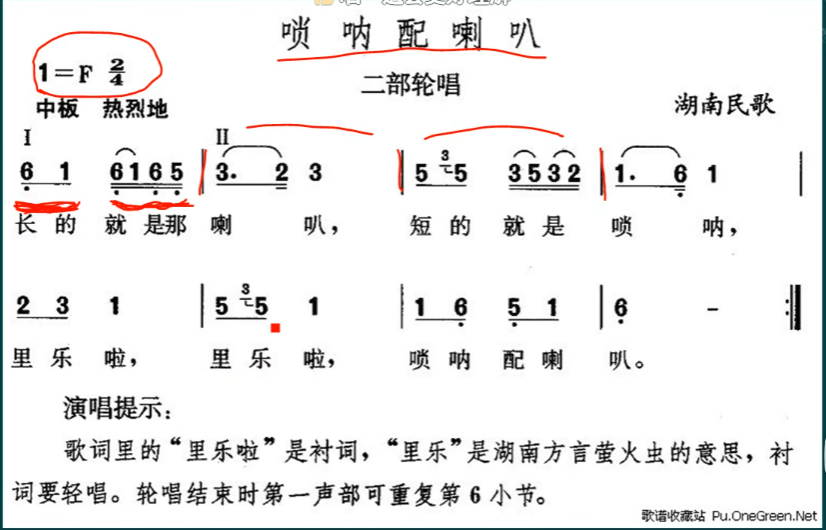 唢呐配喇叭
1=F 2/4
二部轮唱
中板 热烈地
湖南民歌
I II
6 1 6165 | 3. 2 3 | 5 3 5 3532 | 1. 6 1 |
长的就是那喇叭，短的就是唢呐，
2 3 1 | 5 3 5 1 | 1 6 5 1 | 6 - :|
里乐啦，里乐啦，唢呐配喇叭。
演唱提示：
歌词里的“里乐啦”是衬词，“里乐”是湖南方言萤火虫的意思，衬
词要轻唱。轮唱结束时第一声部可重复第6小节。
歌谱收藏站 Pu.OneGreen.Net